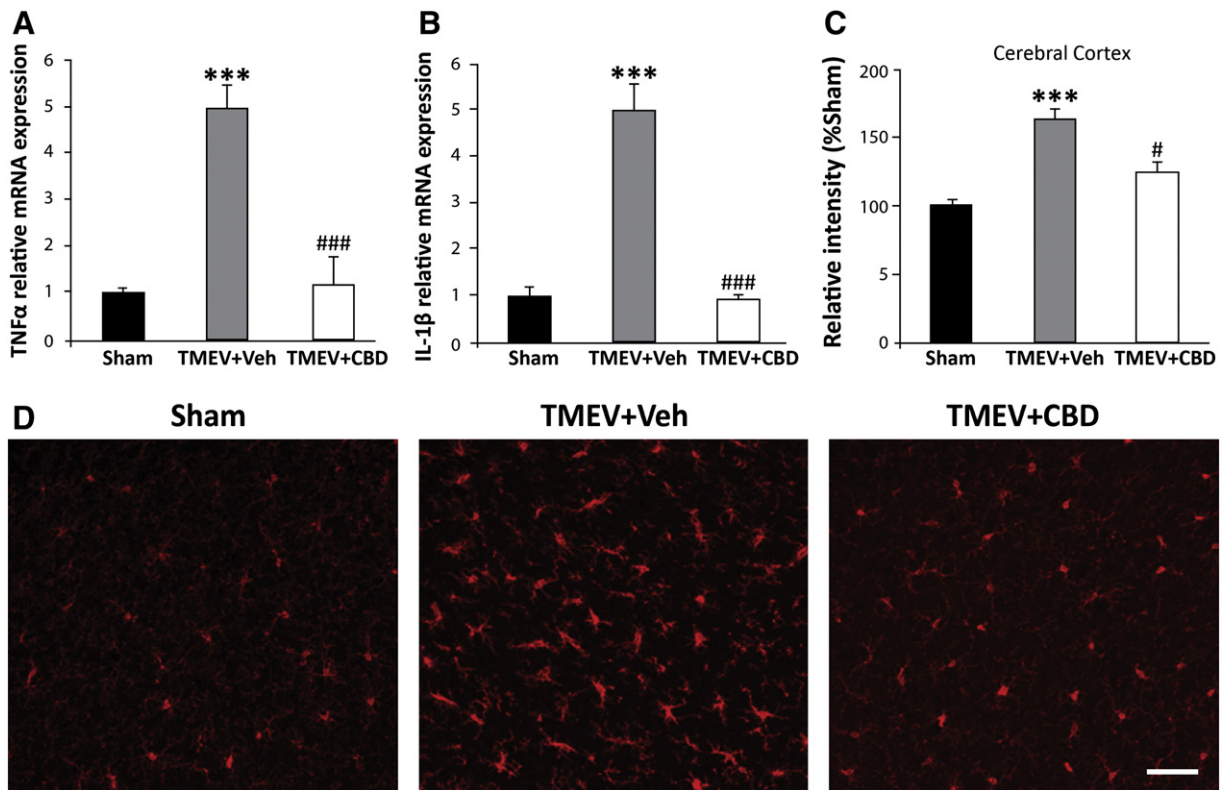 A
TNFα relative mRNA expression
6
5
4
3
2
1
0
***
###
Sham TMEV+Veh TMEV+CBD
B
IL-1β relative mRNA expression
6
5
4
3
2
1
0
***
###
Sham TMEV+Veh TMEV+CBD
C
Cerebral Cortex
Relative intensity (%Sham)
200
150
100
50
0
***
#
Sham TMEV+Veh TMEV+CBD
D
Sham TMEV+Veh TMEV+CBD